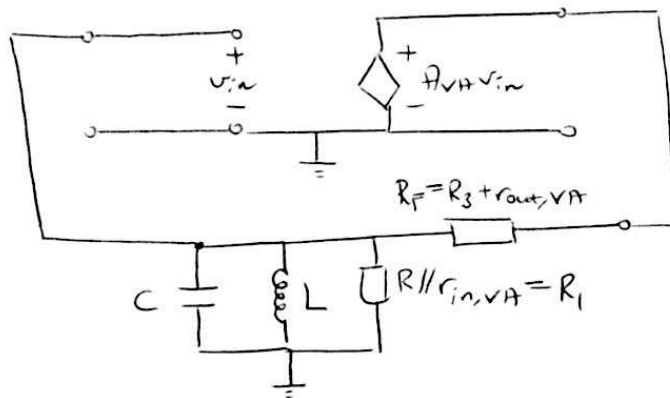 +
v_in
−
+
A_VA v_in
−
R_F = R_3 + r_out,VA
C
L
R // r_in,VA = R_1